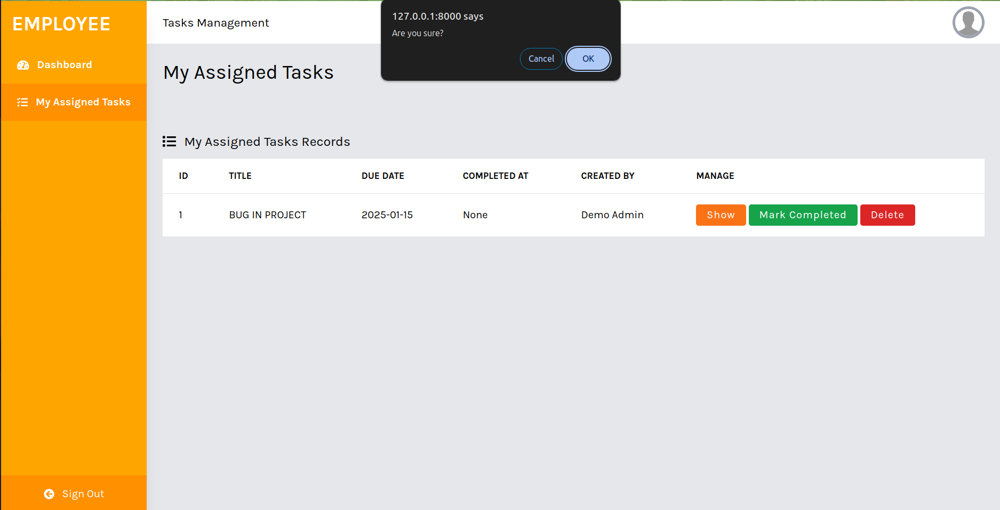 EMPLOYEE
Dashboard
My Assigned Tasks
Sign Out
Tasks Management
127.0.0.1:8000 says
Are you sure?
Cancel OK
My Assigned Tasks
My Assigned Tasks Records
ID TITLE DUE DATE COMPLETED AT CREATED BY MANAGE
1 BUG IN PROJECT 2025-01-15 None Demo Admin Show Mark Completed Delete